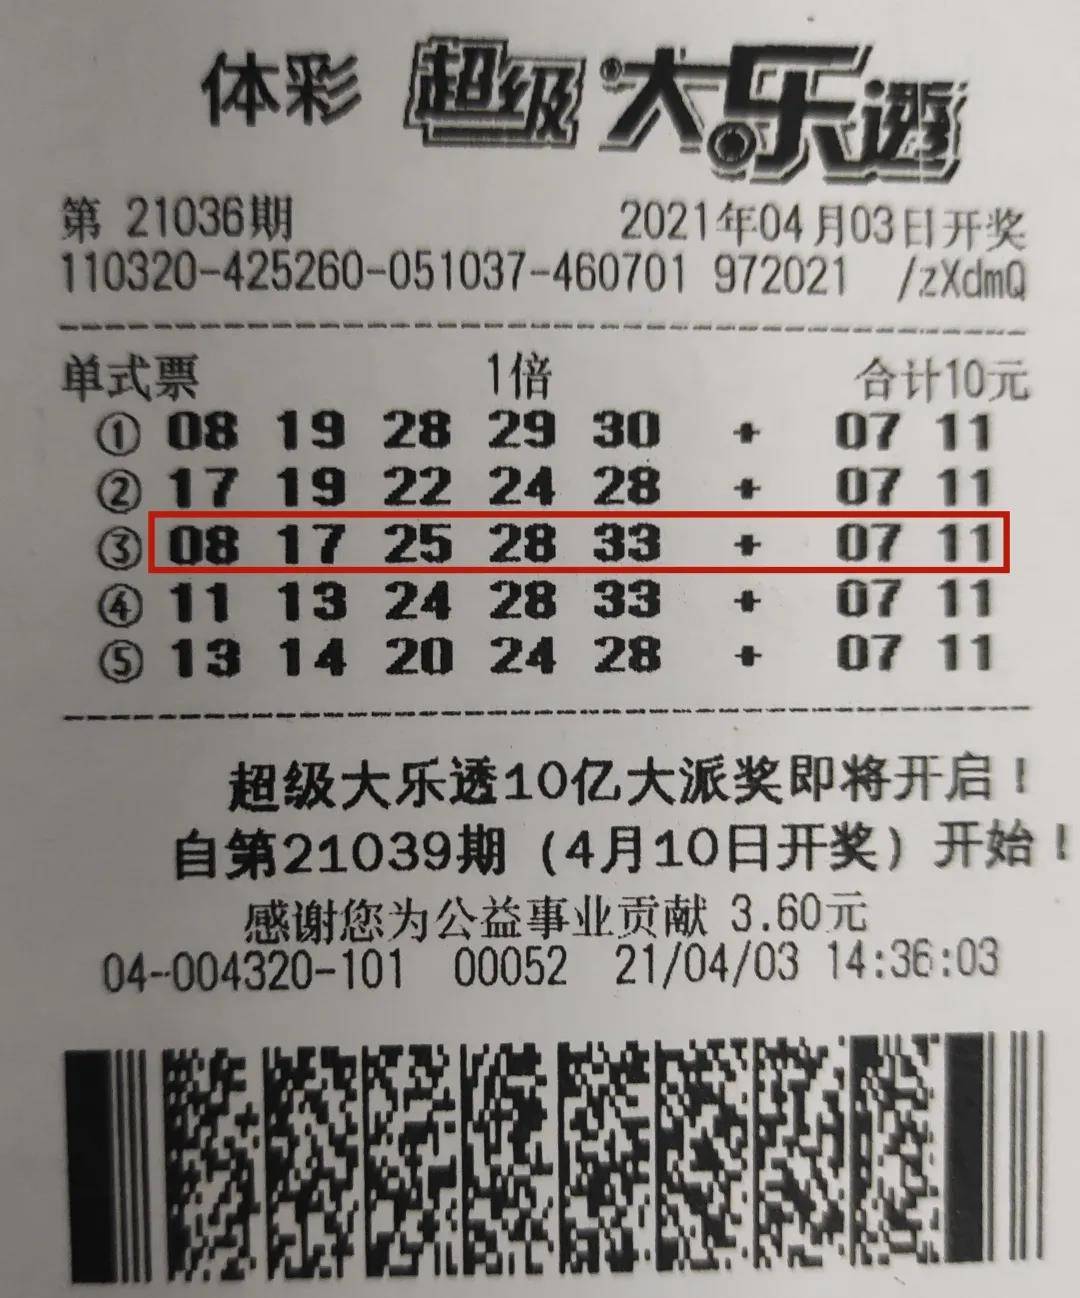 体彩 超级大乐透
第 21036期 2021年04月03日开奖
110320-425260-051037-460701 972021 /zXdmQ
单式票 1倍 合计10元
① 08 19 28 29 30 + 07 11
② 17 19 22 24 28 + 07 11
③ 08 17 25 28 33 + 07 11
④ 11 13 24 28 33 + 07 11
⑤ 13 14 20 24 28 + 07 11
超级大乐透10亿大派奖即将开启！
自第21039期（4月10日开奖）开始！
感谢您为公益事业贡献 3.60元
04-004320-101 00052 21/04/03 14:36:03